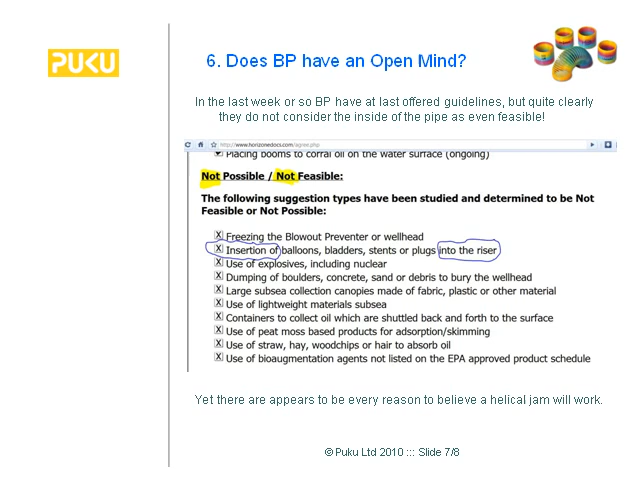 PUKU
6. Does BP have an Open Mind?
In the last week or so BP have at last offered guidelines, but quite clearly
they do not consider the inside of the pipe as even feasible!
http://www.horizonedocs.com/agree.php
Placing booms to corral oil on the water surface (ongoing)
Not Possible / Not Feasible:
The following suggestion types have been studied and determined to be Not
Feasible or Not Possible:
X Freezing the Blowout Preventer or wellhead
X Insertion of balloons, bladders, stents or plugs into the riser
X Use of explosives, including nuclear
X Dumping of boulders, concrete, sand or debris to bury the wellhead
X Large subsea collection canopies made of fabric, plastic or other material
X Use of lightweight materials subsea
X Containers to collect oil which are shuttled back and forth to the surface
X Use of peat moss based products for adsorption/skimming
X Use of straw, hay, woodchips or hair to absorb oil
X Use of bioaugmentation agents not listed on the EPA approved product schedule
Yet there are appears to be every reason to believe a helical jam will work.
© Puku Ltd 2010 ::: Slide 7/8